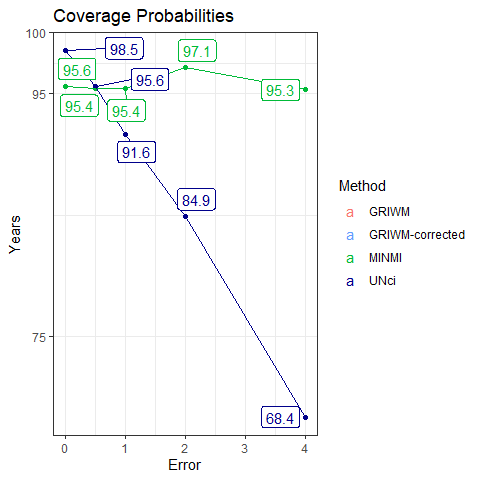 Coverage Probabilities
100
95
75
Years
98.5
97.1
95.6
95.6
95.3
95.4
95.4
91.6
84.9
68.4
0
1
2
3
4
Error
Method
a GRIWM
a GRIWM-corrected
a MINMI
a UNci